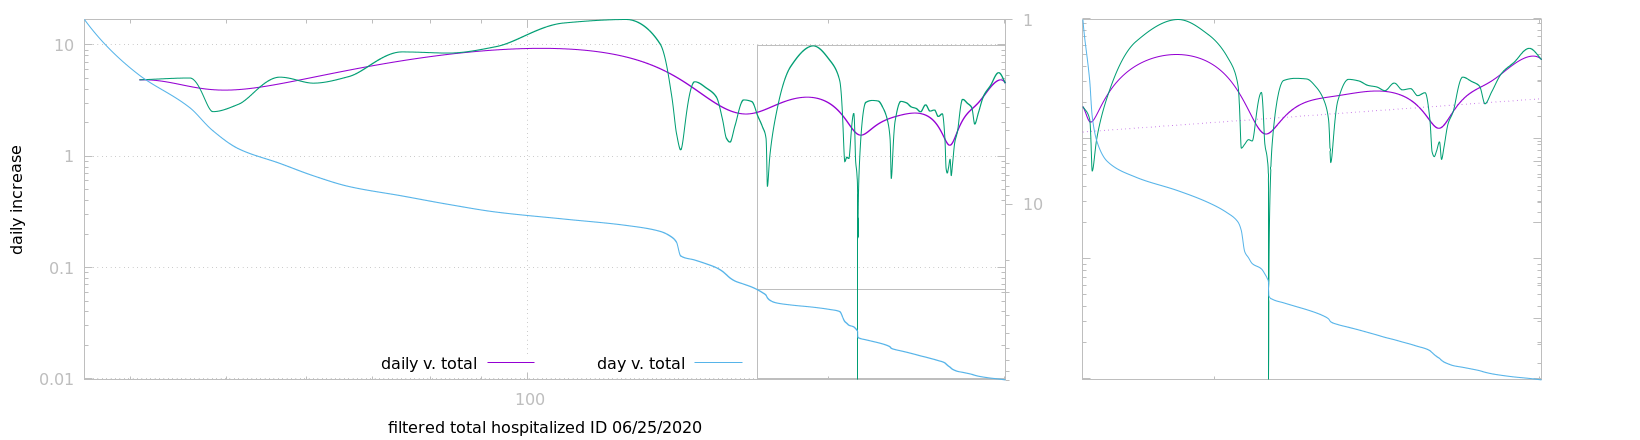 10
1
0.1
0.01
daily increase
daily v. total
day v. total
100
filtered total hospitalized ID 06/25/2020
1
10